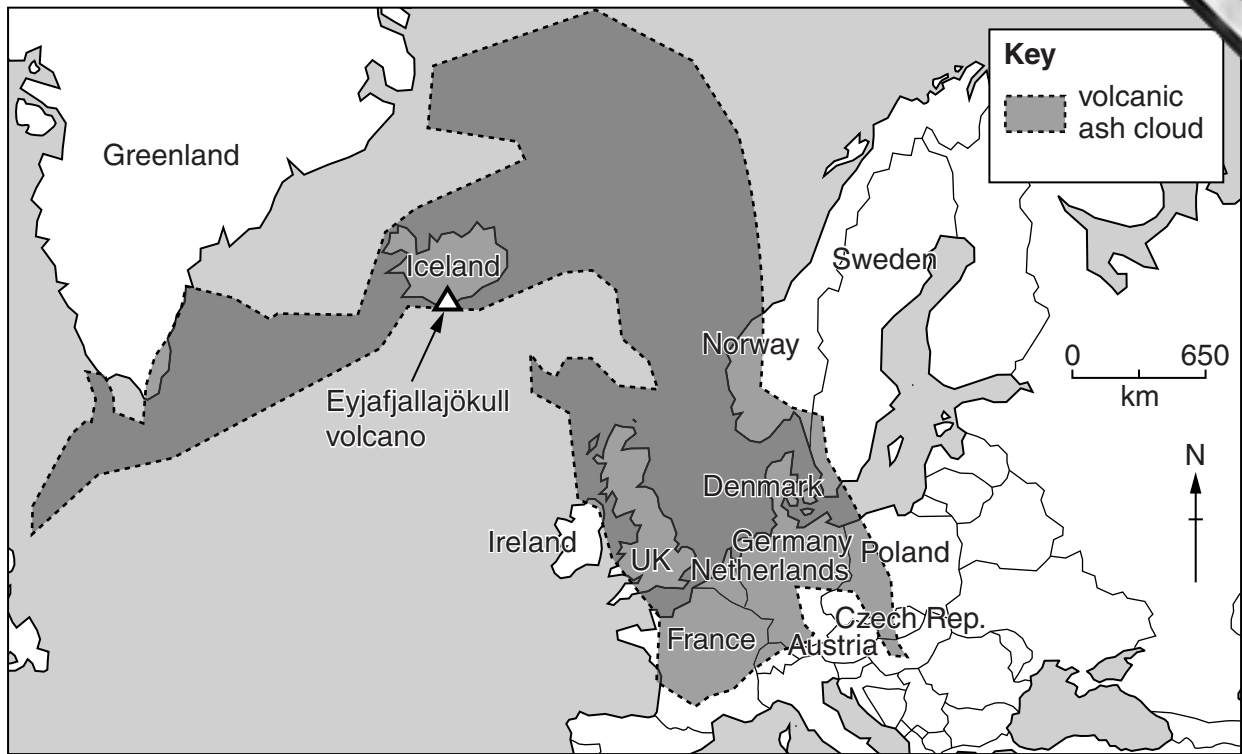 Key
volcanic
ash cloud
Greenland
Iceland
Sweden
Norway
0 650
km
Eyjafjallajökull
volcano
N
Denmark
Ireland
UK
Germany
Netherlands
Poland
Czech Rep.
France
Austria